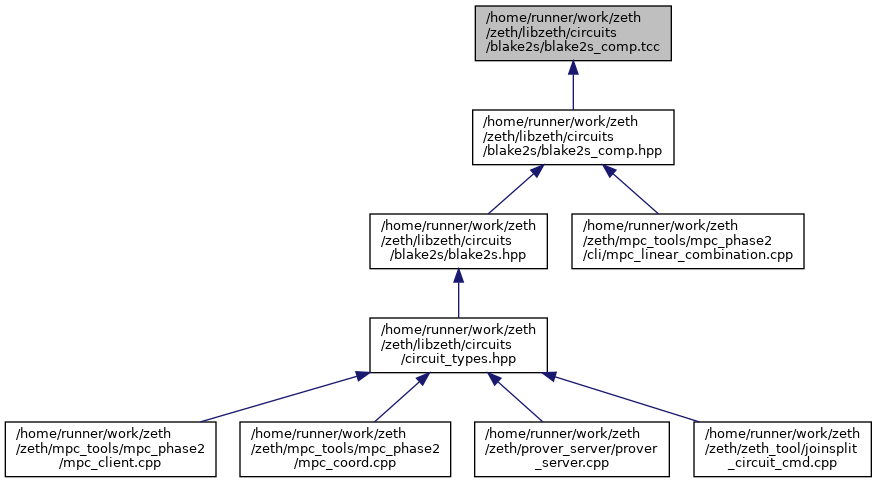 /home/runner/work/zeth
/zeth/libzeth/circuits
/blake2s/blake2s_comp.tcc
/home/runner/work/zeth
/zeth/libzeth/circuits
/blake2s/blake2s_comp.hpp
/home/runner/work/zeth
/zeth/libzeth/circuits
/blake2s/blake2s.hpp
/home/runner/work/zeth
/zeth/mpc_tools/mpc_phase2
/cli/mpc_linear_combination.cpp
/home/runner/work/zeth
/zeth/libzeth/circuits
/circuit_types.hpp
/home/runner/work/zeth
/zeth/mpc_tools/mpc_phase2
/mpc_client.cpp
/home/runner/work/zeth
/zeth/mpc_tools/mpc_phase2
/mpc_coord.cpp
/home/runner/work/zeth
/zeth/prover_server/prover
_server.cpp
/home/runner/work/zeth
/zeth/zeth_tool/joinsplit
_circuit_cmd.cpp